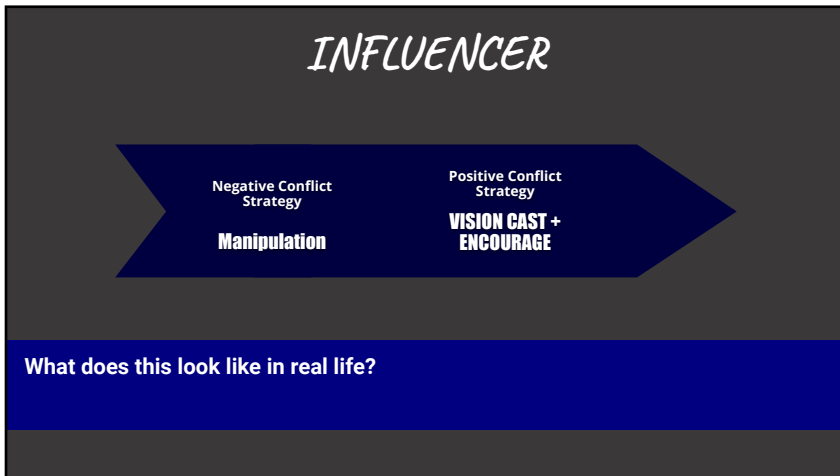 INFLUENCER
Negative Conflict
Strategy
Manipulation
Positive Conflict
Strategy
VISION CAST +
ENCOURAGE
What does this look like in real life?